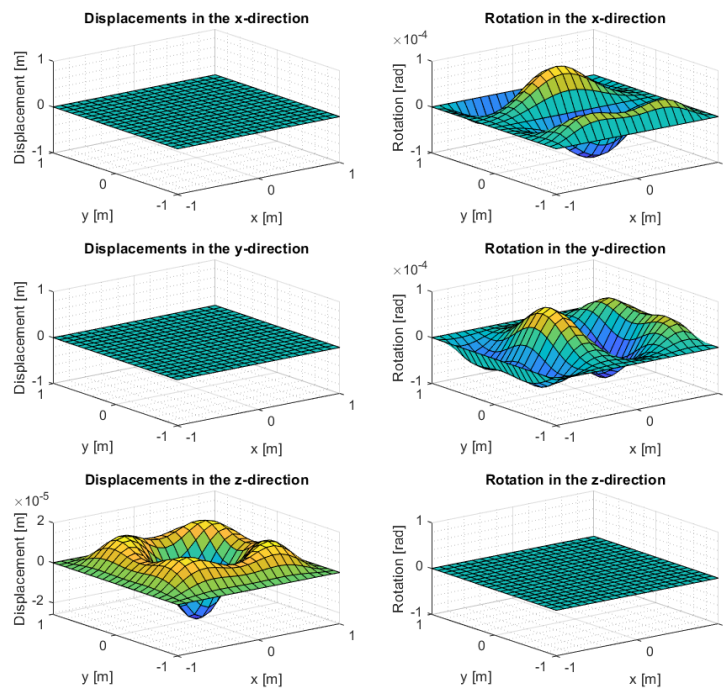 Displacements in the x-direction
Displacement [m]
1
0
-1
1
0
-1
y [m]
-1
0
1
x [m]
Rotation in the x-direction
×10-4
Rotation [rad]
1
0
-1
1
0
-1
y [m]
-1
0
1
x [m]
Displacements in the y-direction
Displacement [m]
1
0
-1
1
0
-1
y [m]
-1
0
1
x [m]
Rotation in the y-direction
×10-4
Rotation [rad]
1
0
-1
1
0
-1
y [m]
-1
0
1
x [m]
Displacements in the z-direction
×10-5
Displacement [m]
2
0
-2
1
0
-1
y [m]
-1
0
1
x [m]
Rotation in the z-direction
Rotation [rad]
1
0
-1
1
0
-1
y [m]
-1
0
1
x [m]